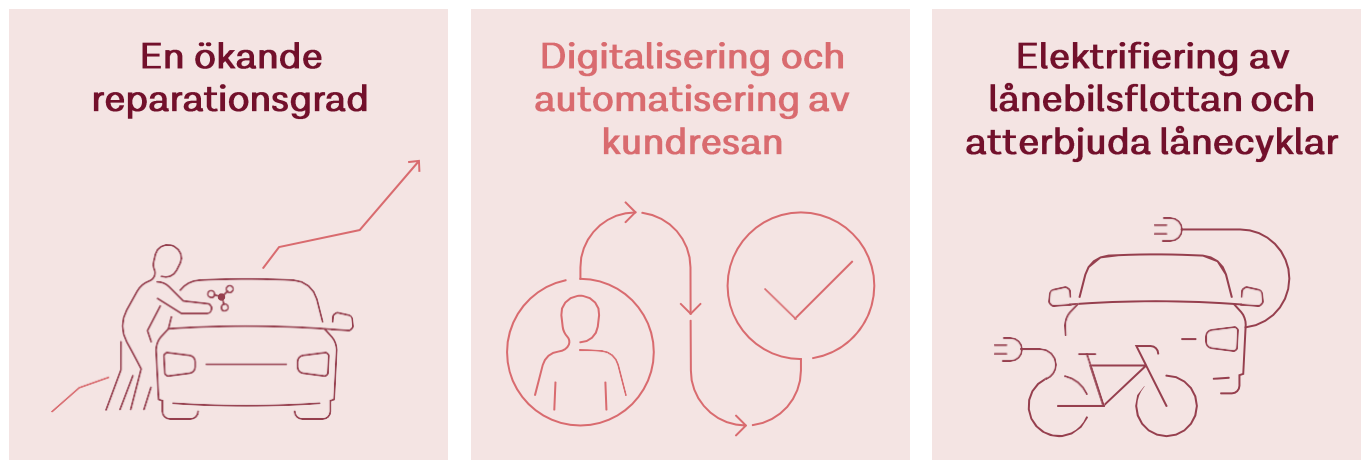 En ökande
reparationsgrad
Digitalisering och
automatisering av
kundresan
Elektrifiering av
lånebilsflottan och
atterbjuda lånecyklar